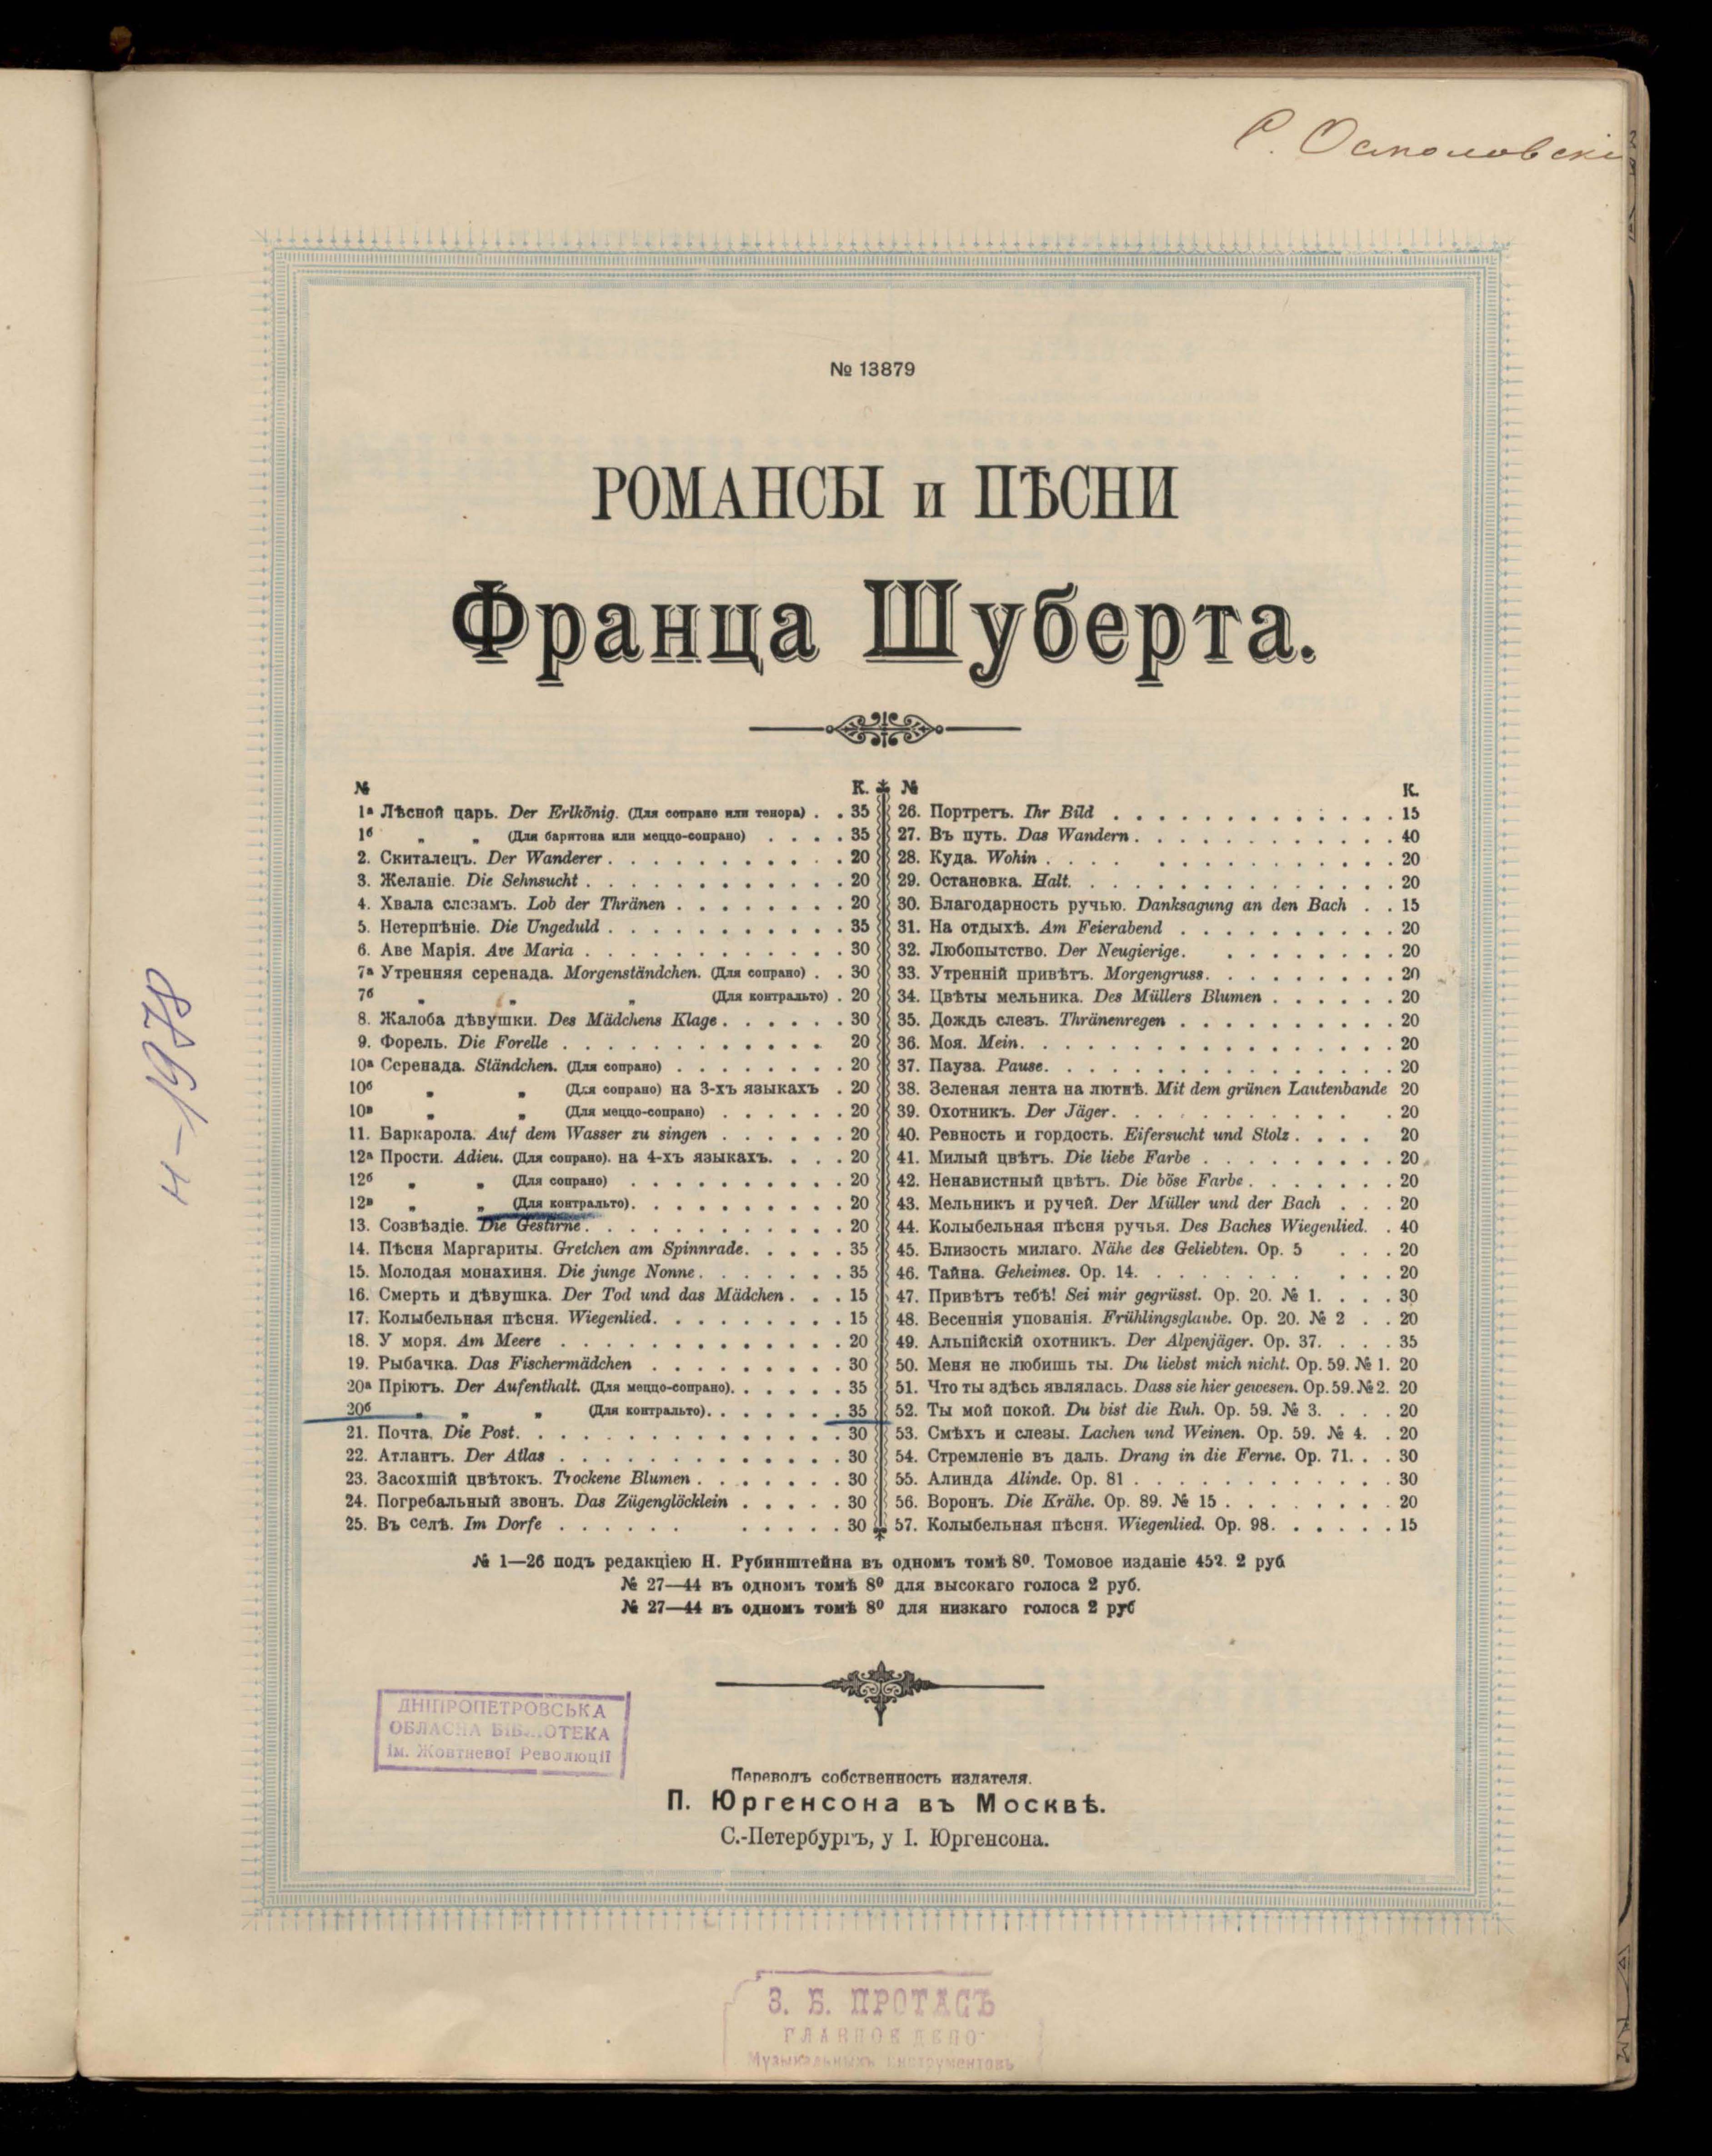 С. Осполовскі
№ 13879
РОМАНСЫ и ПѢСНИ
Франца Шуберта.
№ К.
1а Лѣсной царь. Der Erlkönig. (Для сопрано или тенора) . . 35
1б „ „ (Для баритона или меццо-сопрано) . . . . 35
2. Скиталецъ. Der Wanderer . . . . . . . . . . . 20
3. Желаніе. Die Sehnsucht . . . . . . . . . . . . 20
4. Хвала слезамъ. Lob der Thränen . . . . . . . . 20
5. Нетерпѣніе. Die Ungeduld . . . . . . . . . . . 35
6. Аве Марія. Ave Maria . . . . . . . . . . . . 30
7а Утренняя серенада. Morgenständchen. (Для сопрано) . . 30
7б „ „ „ (Для контральто) . 20
8. Жалоба дѣвушки. Des Mädchens Klage . . . . . . 30
9. Форель. Die Forelle . . . . . . . . . . . . 20
10а Серенада. Ständchen. (Для сопрано) . . . . . . . . 20
10б „ „ (Для сопрано) на 3-хъ языкахъ . 20
10в „ „ (Для меццо-сопрано) . . . . . . 20
11. Баркарола. Auf dem Wasser zu singen . . . . . . 20
12а Прости. Adieu. (Для сопрано). на 4-хъ языкахъ. . . . 20
12б „ „ (Для сопрано) . . . . . . . . . . 20
12в „ „ (Для контральто). . . . . . . . . . 20
13. Созвѣздіе. Die Gestirne . . . . . . . . . . . . 20
14. Пѣсня Маргариты. Gretchen am Spinnrade. . . . . 35
15. Молодая монахиня. Die junge Nonne . . . . . . . 35
16. Смерть и дѣвушка. Der Tod und das Mädchen . . . 15
17. Колыбельная пѣсня. Wiegenlied. . . . . . . . . 15
18. У моря. Am Meere . . . . . . . . . . . . . 20
19. Рыбачка. Das Fischermädchen . . . . . . . . . 30
20а Пріютъ. Der Aufenthalt. (Для меццо-сопрано). . . . . . 35
20б „ „ „ (Для контральто). . . . . . . 35
21. Почта. Die Post. . . . . . . . . . . . . . . 30
22. Атлантъ. Der Atlas . . . . . . . . . . . . . 30
23. Засохшій цвѣтокъ. Trockene Blumen . . . . . . . 30
24. Погребальный звонъ. Das Zügenglöcklein . . . . . 30
25. Въ селѣ. Im Dorfe . . . . . . . . . . . 30
№ К.
26. Портретъ. Ihr Bild . . . . . . . . . . . . . 15
27. Въ путь. Das Wandern . . . . . . . . . . . . 40
28. Куда. Wohin . . . . . . . . . . . . . . 20
29. Остановка. Halt. . . . . . . . . . . . . . . 20
30. Благодарность ручью. Danksagung an den Bach . . 15
31. На отдыхѣ. Am Feierabend . . . . . . . . . . 20
32. Любопытство. Der Neugierige. . . . . . . . . 20
33. Утренній привѣтъ. Morgengruss. . . . . . . . . 20
34. Цвѣты мельника. Des Müllers Blumen . . . . . . 20
35. Дождь слезъ. Thränenregen . . . . . . . . . . 20
36. Моя. Mein. . . . . . . . . . . . . . . . . 20
37. Пауза. Pause. . . . . . . . . . . . . . . . 20
38. Зеленая лента на лютнѣ. Mit dem grünen Lautenbande 20
39. Охотникъ. Der Jäger. . . . . . . . . . . . 20
40. Ревность и гордость. Eifersucht und Stolz . . . . 20
41. Милый цвѣтъ. Die liebe Farbe . . . . . . . . . 20
42. Ненавистный цвѣтъ. Die böse Farbe . . . . . . . 20
43. Мельникъ и ручей. Der Müller und der Bach . . . 20
44. Колыбельная пѣсня ручья. Des Baches Wiegenlied. . 40
45. Близость милаго. Nähe des Geliebten. Op. 5 . . . 20
46. Тайна. Geheimes. Op. 14. . . . . . . . . . . 20
47. Привѣтъ тебѣ! Sei mir gegrüsst. Op. 20. № 1. . . . 30
48. Весеннія упованія. Frühlingsglaube. Op. 20. № 2 . . 20
49. Альпійскій охотникъ. Der Alpenjäger. Op. 37. . . . 35
50. Меня не любишь ты. Du liebst mich nicht. Op. 59. № 1. 20
51. Что ты здѣсь являлась. Dass sie hier gewesen. Op. 59. № 2. 20
52. Ты мой покой. Du bist die Ruh. Op. 59. № 3. . . . 20
53. Смѣхъ и слезы. Lachen und Weinen. Op. 59. № 4. . 20
54. Стремленіе въ даль. Drang in die Ferne. Op. 71. . . 30
55. Алинда Alinde. Op. 81 . . . . . . . . . . . . 30
56. Воронъ. Die Krähe. Op. 89. № 15 . . . . . . . . 20
57. Колыбельная пѣсня. Wiegenlied. Op. 98. . . . . . 15
№ 1—26 подъ редакціею Н. Рубинштейна въ одномъ томѣ 8º. Томовое изданіе 452. 2 руб
№ 27—44 въ одномъ томѣ 8º для высокаго голоса 2 руб.
№ 27—44 въ одномъ томѣ 8º для низкаго голоса 2 руб
ДНІПРОПЕТРОВСЬКА
ОБЛАСНА БІБЛІОТЕКА
Ім. Жовтневої Революції
Переводъ собственность издателя.
П. Юргенсона въ Москвѣ.
С.-Петербургъ, у І. Юргенсона.
З. Б. ПРОТАСЪ
ГЛАВНОЕ ДЕПО
Музыкальныхъ инструментовъ
н-1978